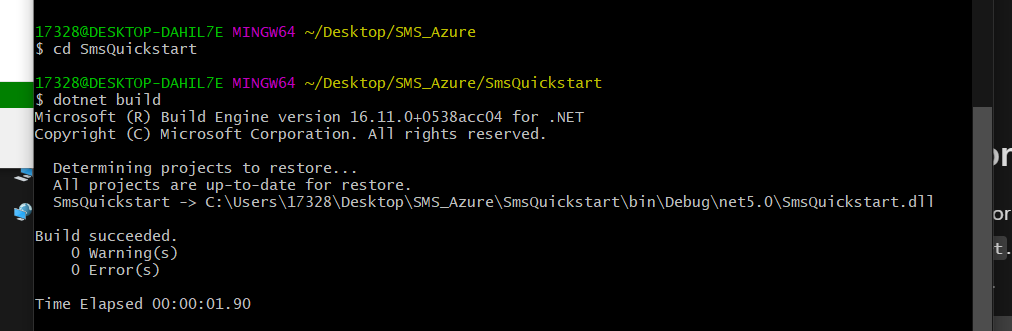 17328@DESKTOP-DAHIL7E MINGW64 ~/Desktop/SMS_Azure
$ cd SmsQuickstart
17328@DESKTOP-DAHIL7E MINGW64 ~/Desktop/SMS_Azure/SmsQuickstart
$ dotnet build
Microsoft (R) Build Engine version 16.11.0+0538acc04 for .NET
Copyright (C) Microsoft Corporation. All rights reserved.
Determining projects to restore...
All projects are up-to-date for restore.
SmsQuickstart -> C:\Users\17328\Desktop\SMS_Azure\SmsQuickstart\bin\Debug\net5.0\SmsQuickstart.dll
Build succeeded.
0 Warning(s)
0 Error(s)
Time Elapsed 00:00:01.90